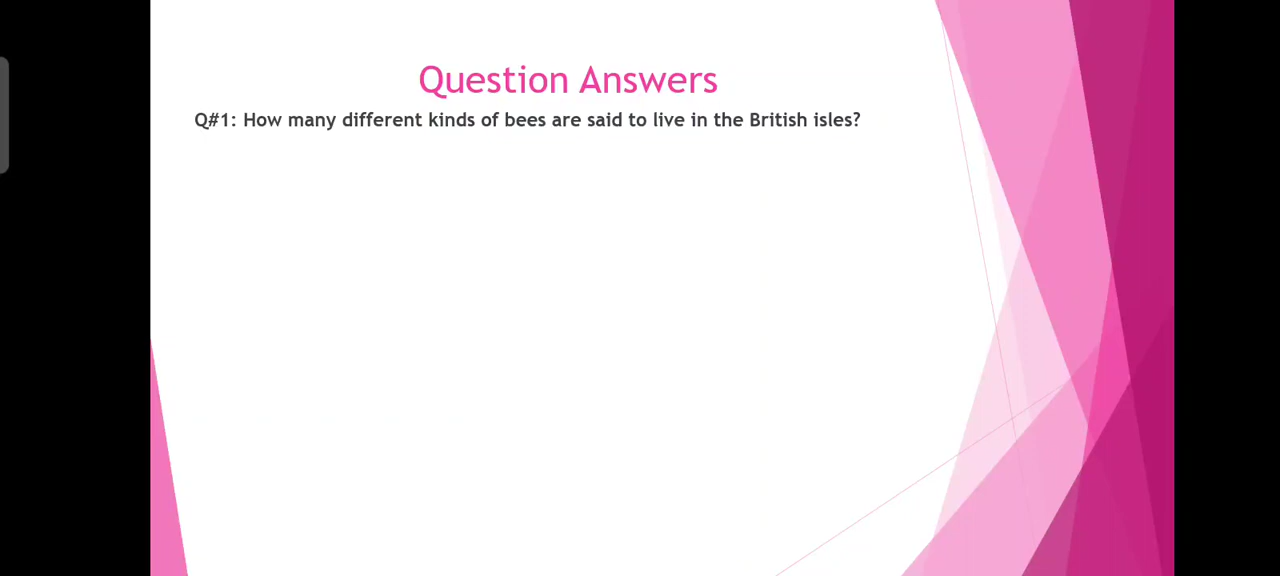 Question Answers
Q#1: How many different kinds of bees are said to live in the British isles?